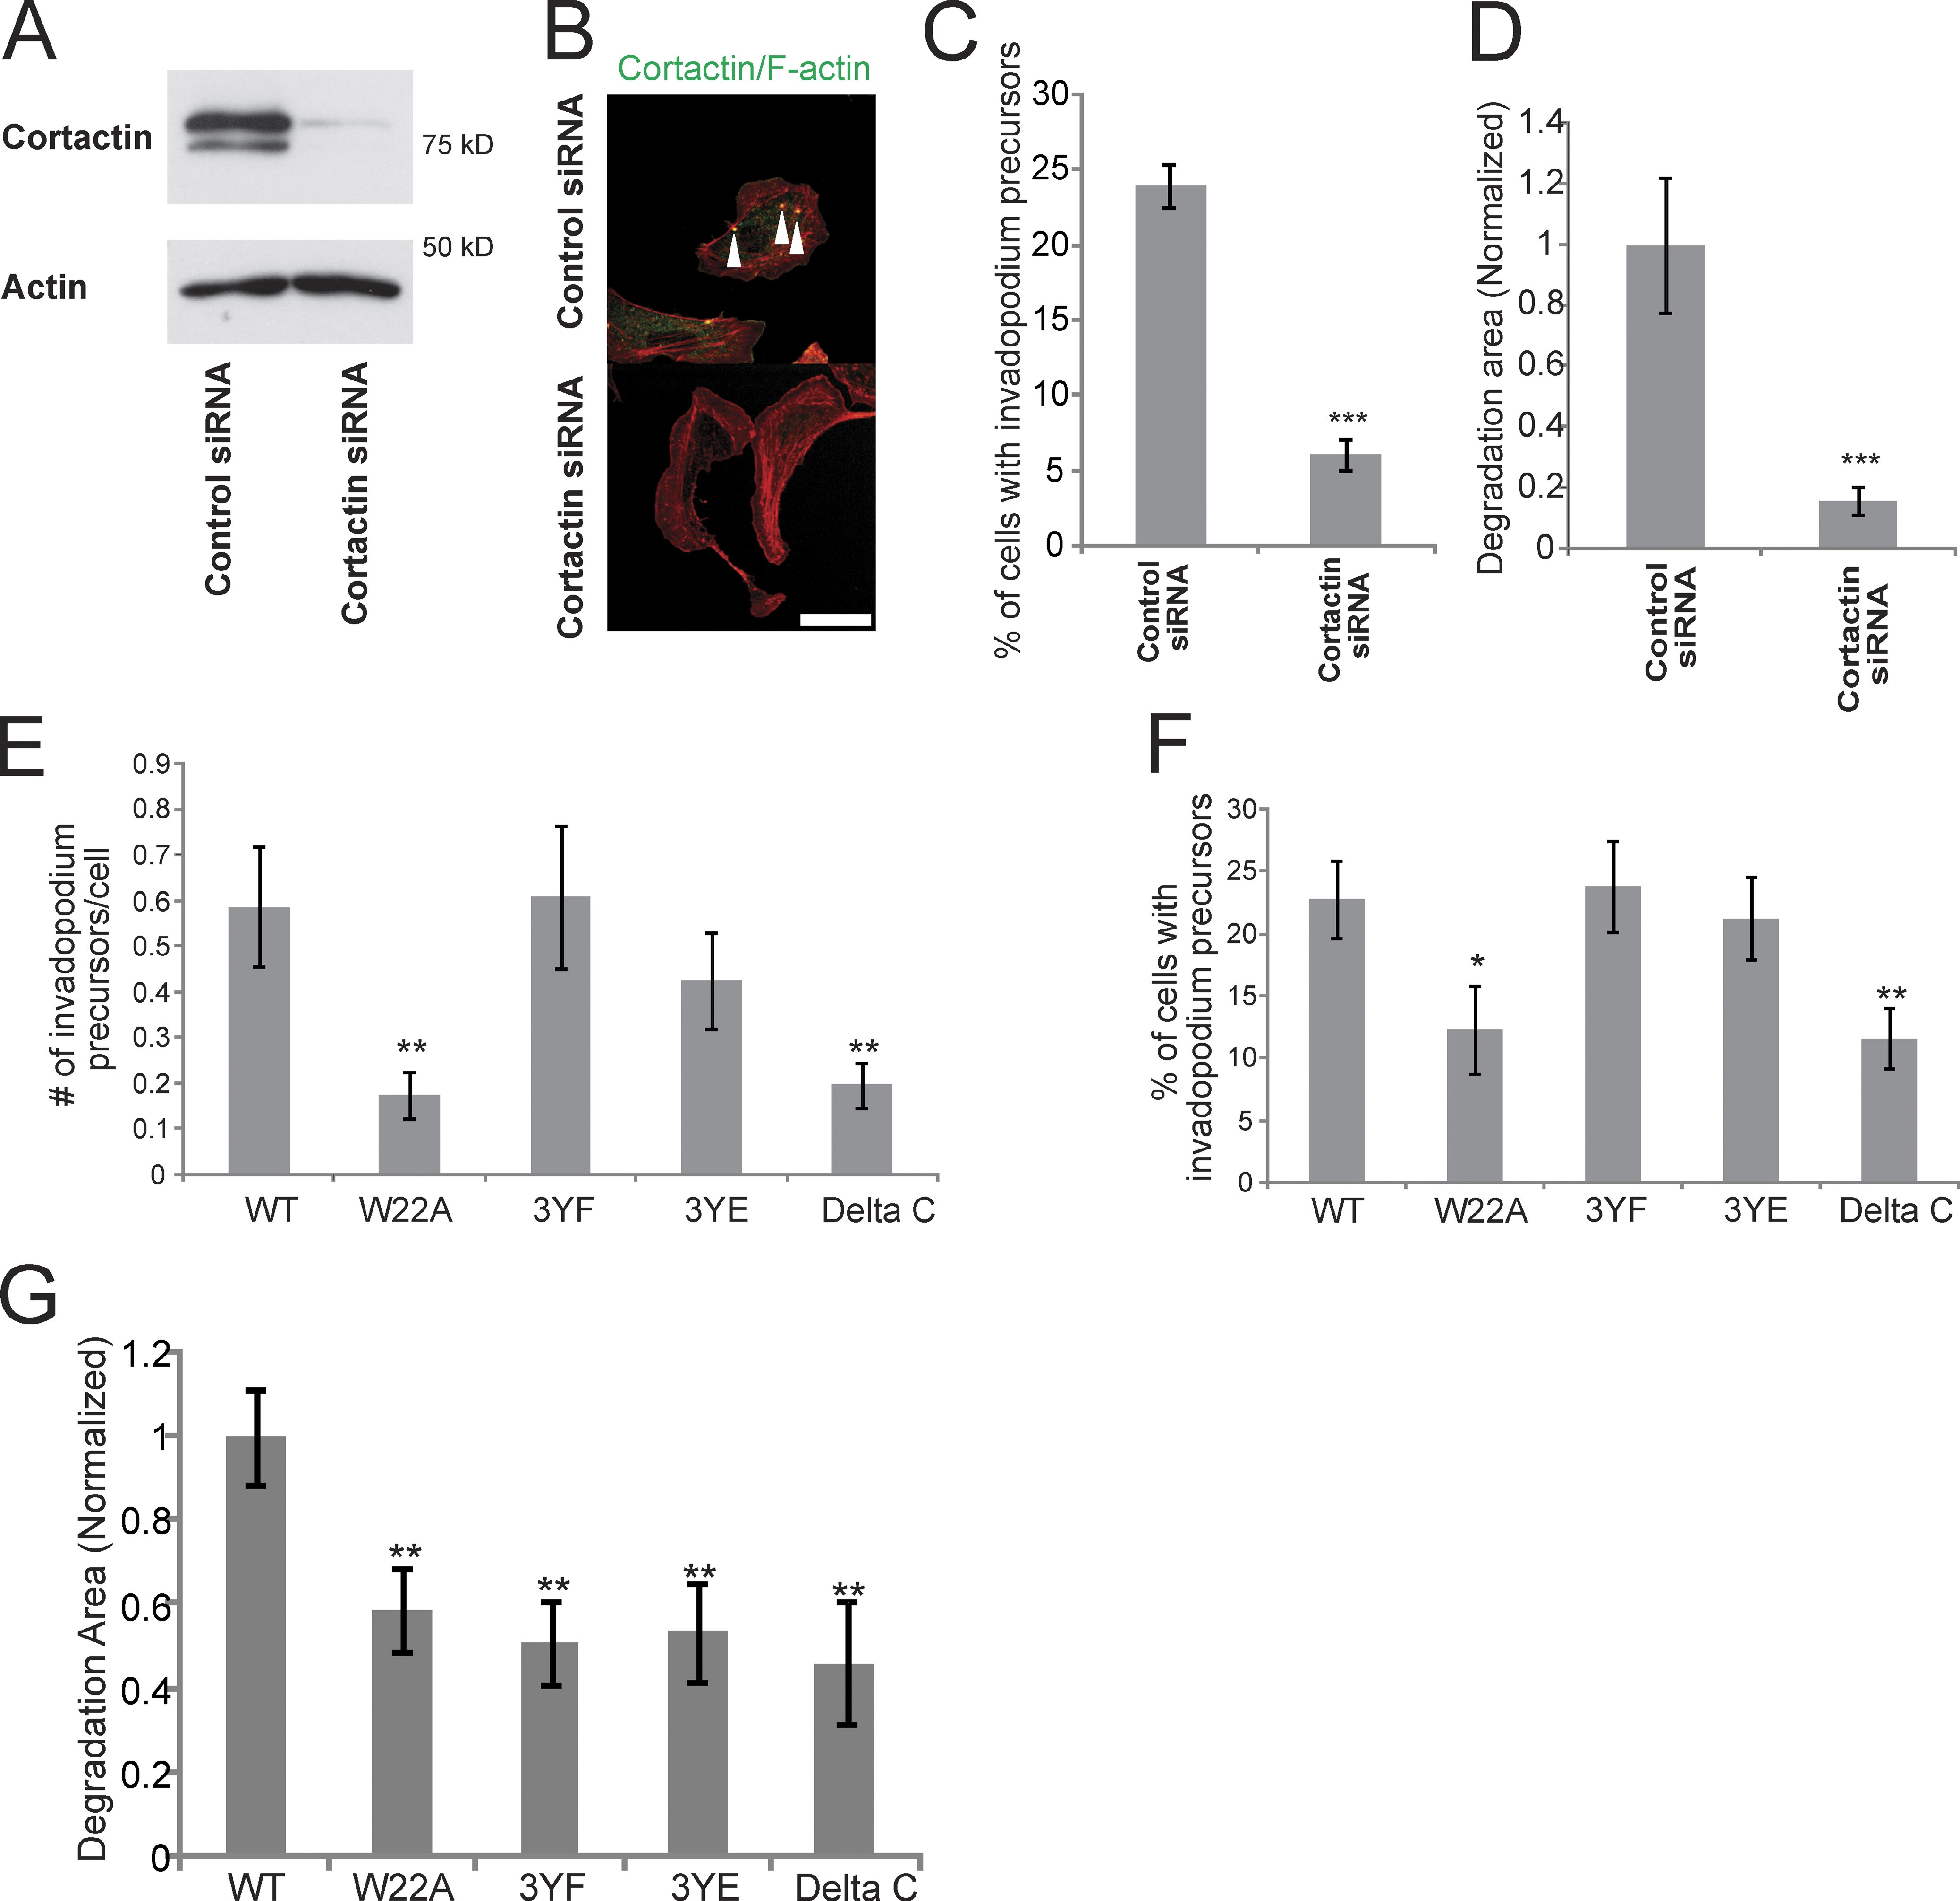 A
Cortactin
75 kD
50 kD
Actin
Control siRNA
Cortactin siRNA
B
Cortactin/F-actin
Control siRNA
Cortactin siRNA
C
% of cells with invadopodium precursors
30
25
20
15
10
5
0
***
Control
siRNA
Cortactin
siRNA
D
Degradation area (Normalized)
1.4
1.2
1
0.8
0.6
0.4
0.2
0
***
Control
siRNA
Cortactin
siRNA
E
# of invadopodium
precursors/cell
0.9
0.8
0.7
0.6
0.5
0.4
0.3
0.2
0.1
0
**
**
WT W22A 3YF 3YE Delta C
F
% of cells with
invadopodium precursors
30
25
20
15
10
5
0
*
**
WT W22A 3YF 3YE Delta C
G
Degradation Area (Normalized)
1.2
1
0.8
0.6
0.4
0.2
0
**
**
**
**
WT W22A 3YF 3YE Delta C